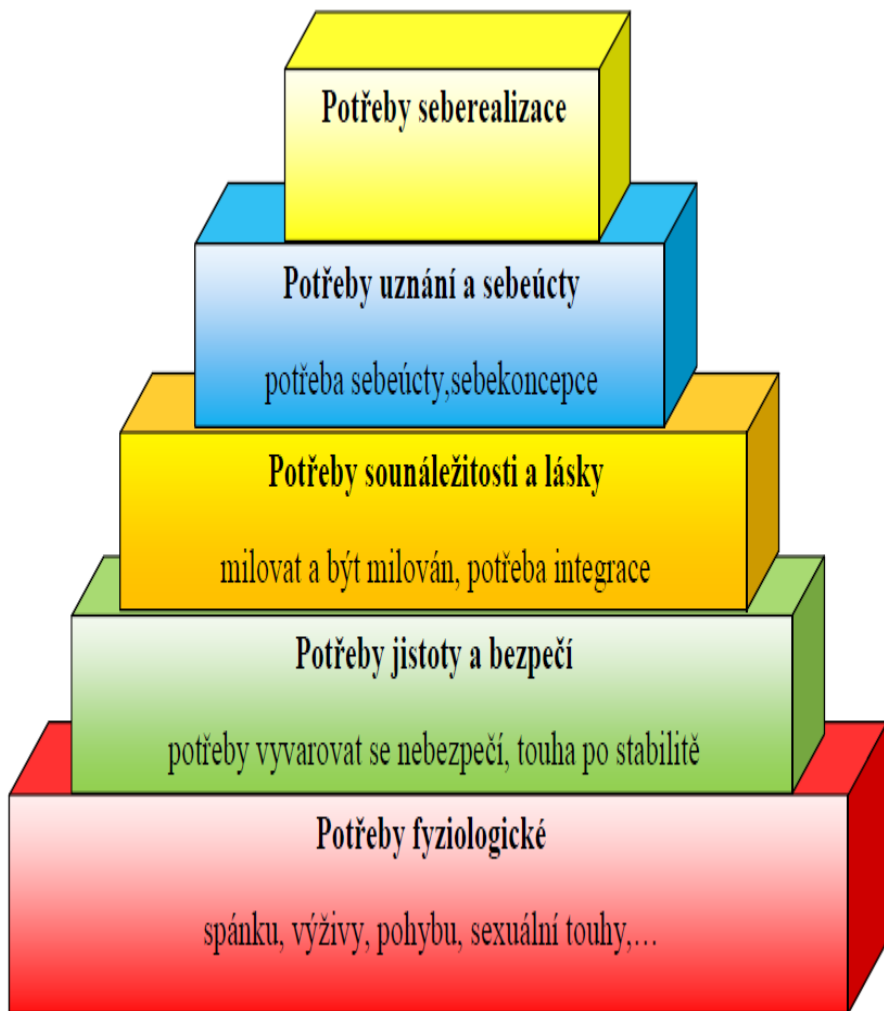 Potřeby seberealizace
Potřeby uznání a sebeúcty
potřeba sebeúcty,sebekoncepce
Potřeby sounáležitosti a lásky
milovat a být milován, potřeba integrace
Potřeby jistoty a bezpečí
potřeby vyvarovat se nebezpečí, touha po stabilitě
Potřeby fyziologické
spánku, výživy, pohybu, sexuální touhy,…